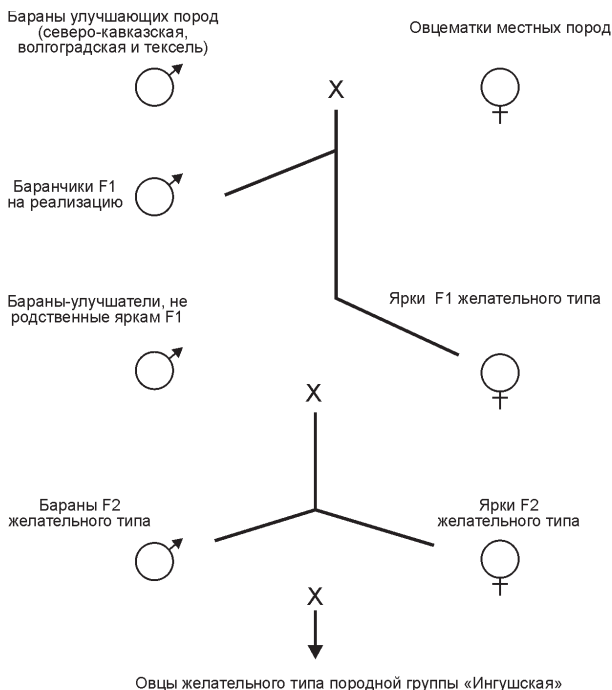 Бараны улучшающих пород
(северо-кавказская,
волгоградская и тексель)
Овцематки местных пород
X
Баранчики F1
на реализацию
Бараны-улучшатели, не
родственные яркам F1
Ярки F1 желательного типа
X
Бараны F2
желательного типа
Ярки F2
желательного типа
X
Овцы желательного типа породной группы «Ингушская»